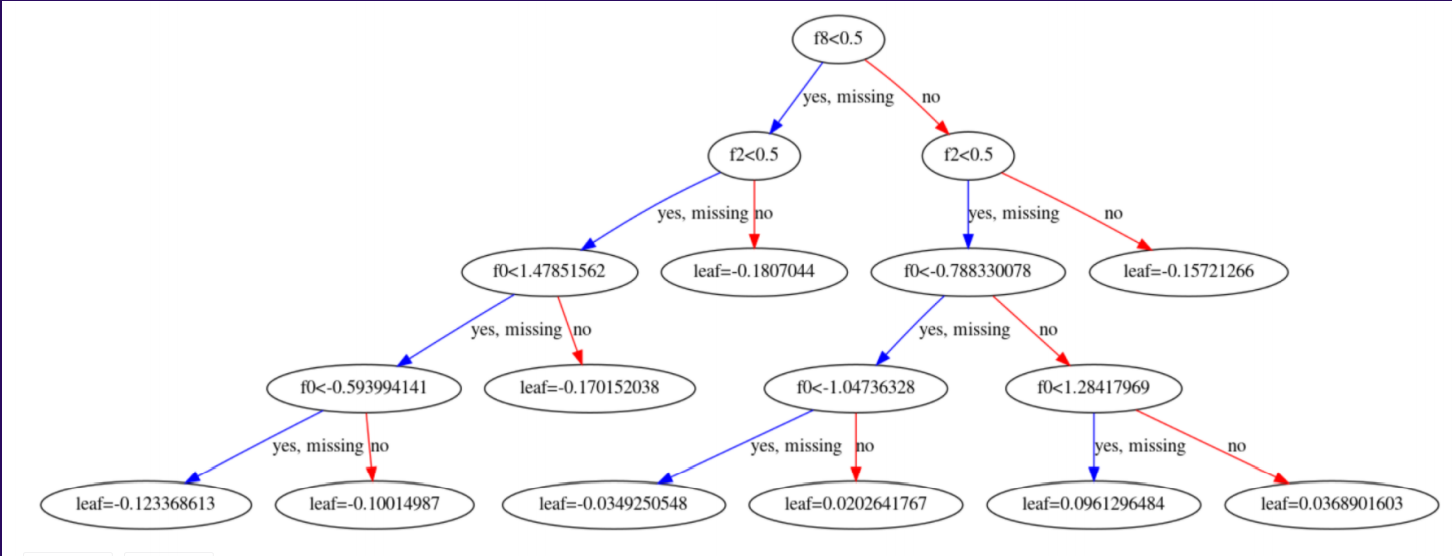 f8<0.5
yes, missing
no
f2<0.5
f2<0.5
yes, missing
no
yes, missing
no
f0<1.47851562
leaf=-0.1807044
f0<-0.788330078
leaf=-0.15721266
yes, missing
no
yes, missing
no
f0<-0.593994141
leaf=-0.170152038
f0<-1.04736328
f0<1.28417969
yes, missing
no
yes, missing
no
yes, missing
no
leaf=-0.123368613
leaf=-0.10014987
leaf=-0.0349250548
leaf=0.0202641767
leaf=0.0961296484
leaf=0.0368901603